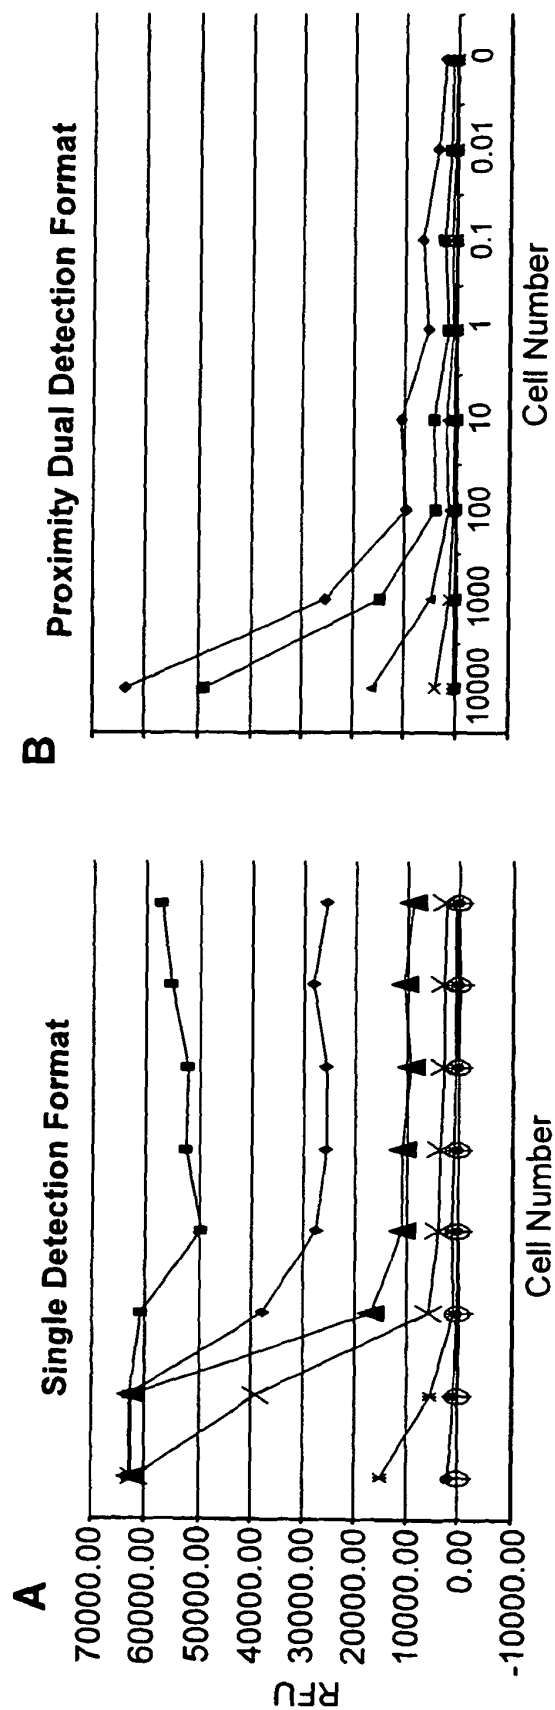 A
Single Detection Format
RFU
70000.00
60000.00
50000.00
40000.00
30000.00
20000.00
10000.00
0.00
-10000.00
Cell Number
B
Proximity Dual Detection Format
10000
1000
100
10
1
0.1
0.01
0
Cell Number